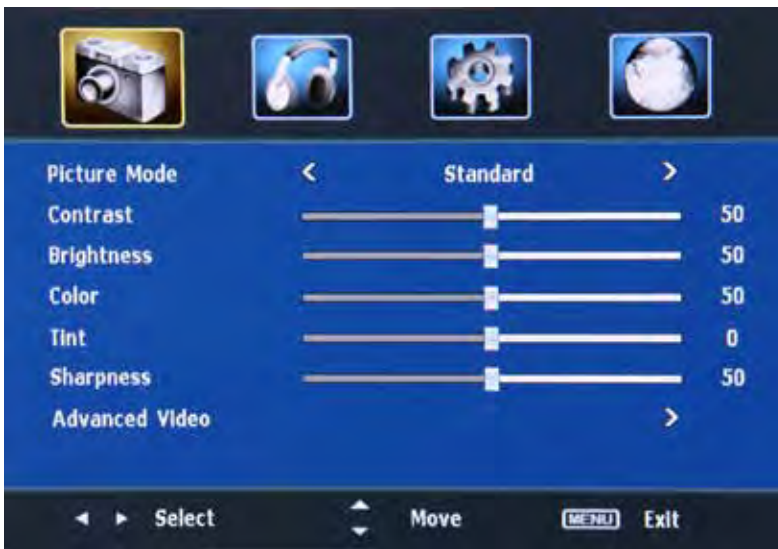 Picture Mode < Standard >
Contrast 50
Brightness 50
Color 50
Tint 0
Sharpness 50
Advanced Video >
◄ ► Select ▲▼ Move MENU Exit